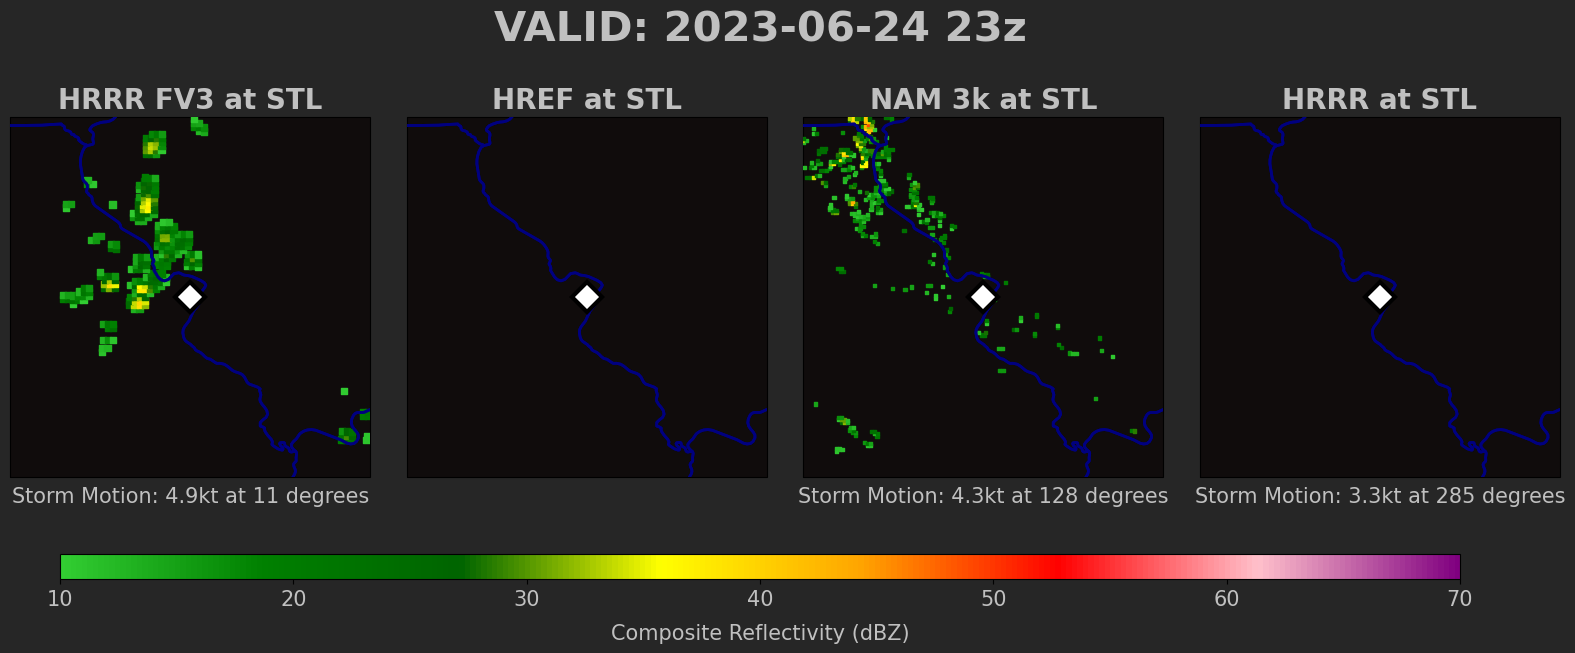 VALID: 2023-06-24 23z
HRRR FV3 at STL
HREF at STL
NAM 3k at STL
HRRR at STL
Storm Motion: 4.9kt at 11 degrees
Storm Motion: 4.3kt at 128 degrees
Storm Motion: 3.3kt at 285 degrees
10 20 30 40 50 60 70
Composite Reflectivity (dBZ)